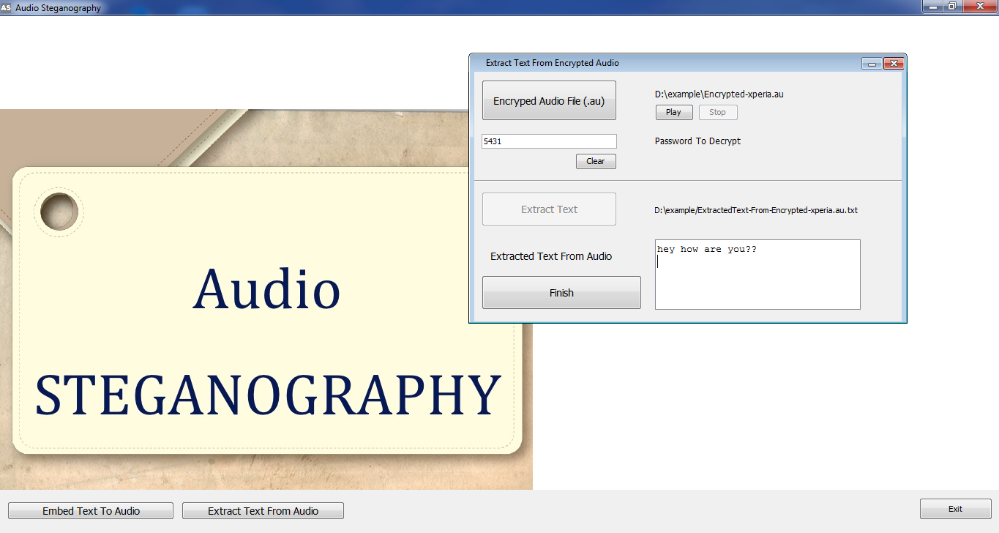 AS Audio Steganography
Extract Text From Encrypted Audio
Encryped Audio File (.au)
D:\example\Encrypted-xperia.au
Play Stop
5431
Password To Decrypt
Clear
Extract Text
D:\example/ExtractedText-From-Encrypted-xperia.au.txt
hey how are you??
Extracted Text From Audio
Finish
Audio
STEGANOGRAPHY
Embed Text To Audio
Extract Text From Audio
Exit